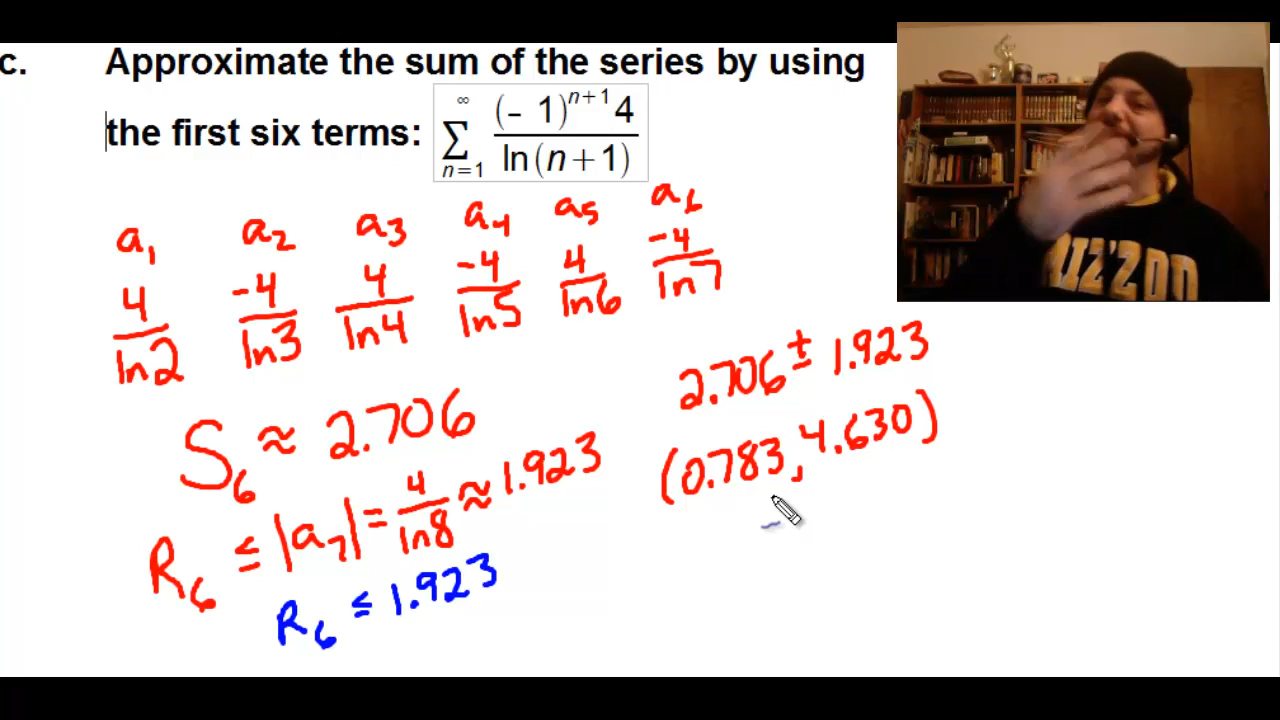 c. Approximate the sum of the series by using
the first six terms: ∑_{n=1}^{∞} (-1)^{n+1}4 / ln(n+1)
a₁ a₂ a₃ a₄ a₅ a₆
4/ln2 -4/ln3 4/ln4 -4/ln5 4/ln6 -4/ln7
S₆ ≈ 2.706
R₆ ≤ |a₇| = 4/ln8 ≈ 1.923
R₆ ≤ 1.923
2.706 ± 1.923
(0.783, 4.630)
MIZZOU